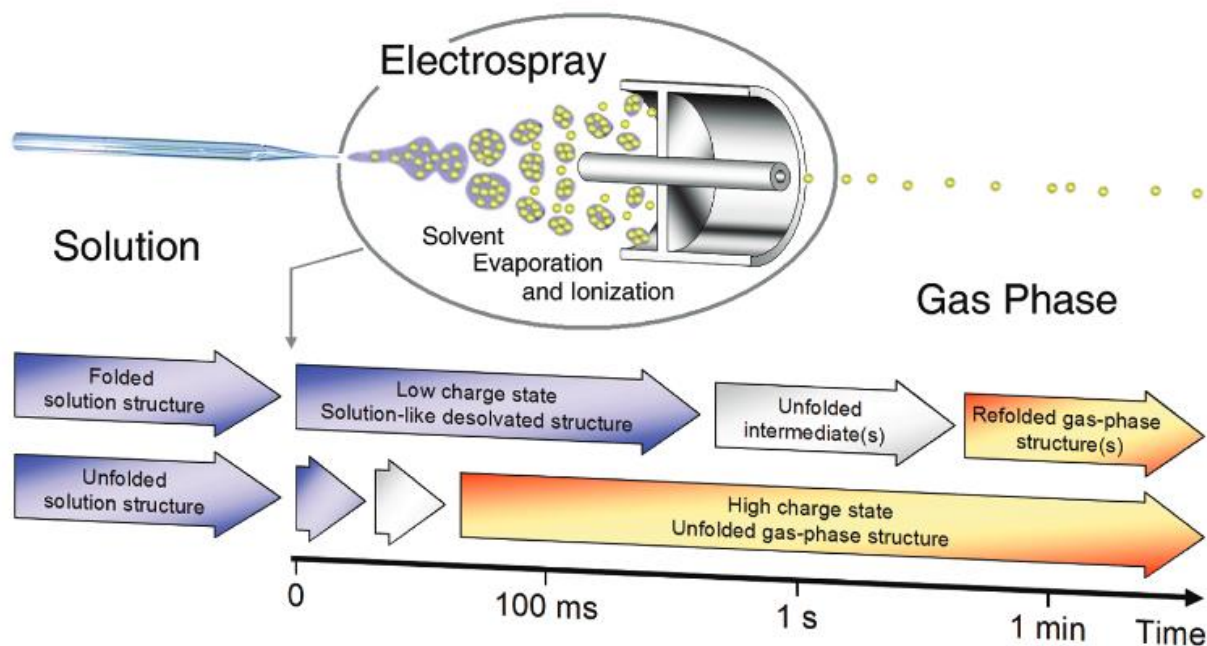 Electrospray
Solvent
Evaporation
and Ionization
Solution
Gas Phase
Folded
solution structure
Low charge state
Solution-like desolvated structure
Unfolded
intermediate(s)
Refolded gas-phase
structure(s)
Unfolded
solution structure
High charge state
Unfolded gas-phase structure
0
100 ms
1 s
1 min
Time